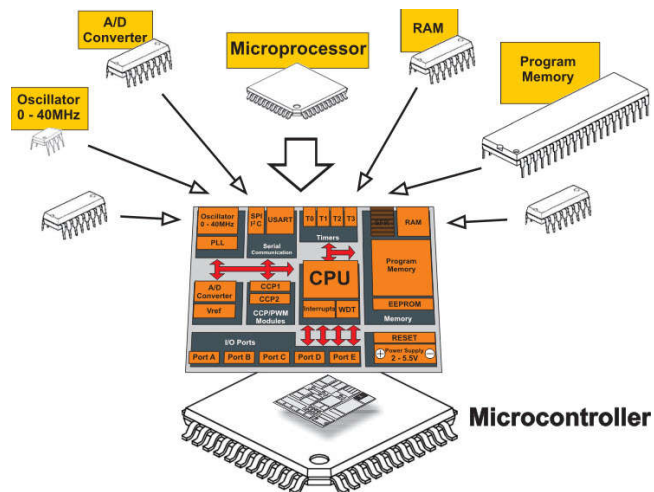 A/D
Converter
Microprocessor
RAM
Program
Memory
Oscillator
0 - 40MHz
Oscillator
0 - 40MHz
PLL
SPI
I²C
USART
Serial
Communication
T0
T1
T2
T3
Timers
RAM
Program
Memory
EEPROM
Memory
A/D
Converter
Vref
CCP1
CCP2
CCP/PWM
Modules
CPU
Interrupts
WDT
I/O Ports
Port A
Port B
Port C
Port D
Port E
RESET
Power Supply
2 - 5.5V
Microcontroller